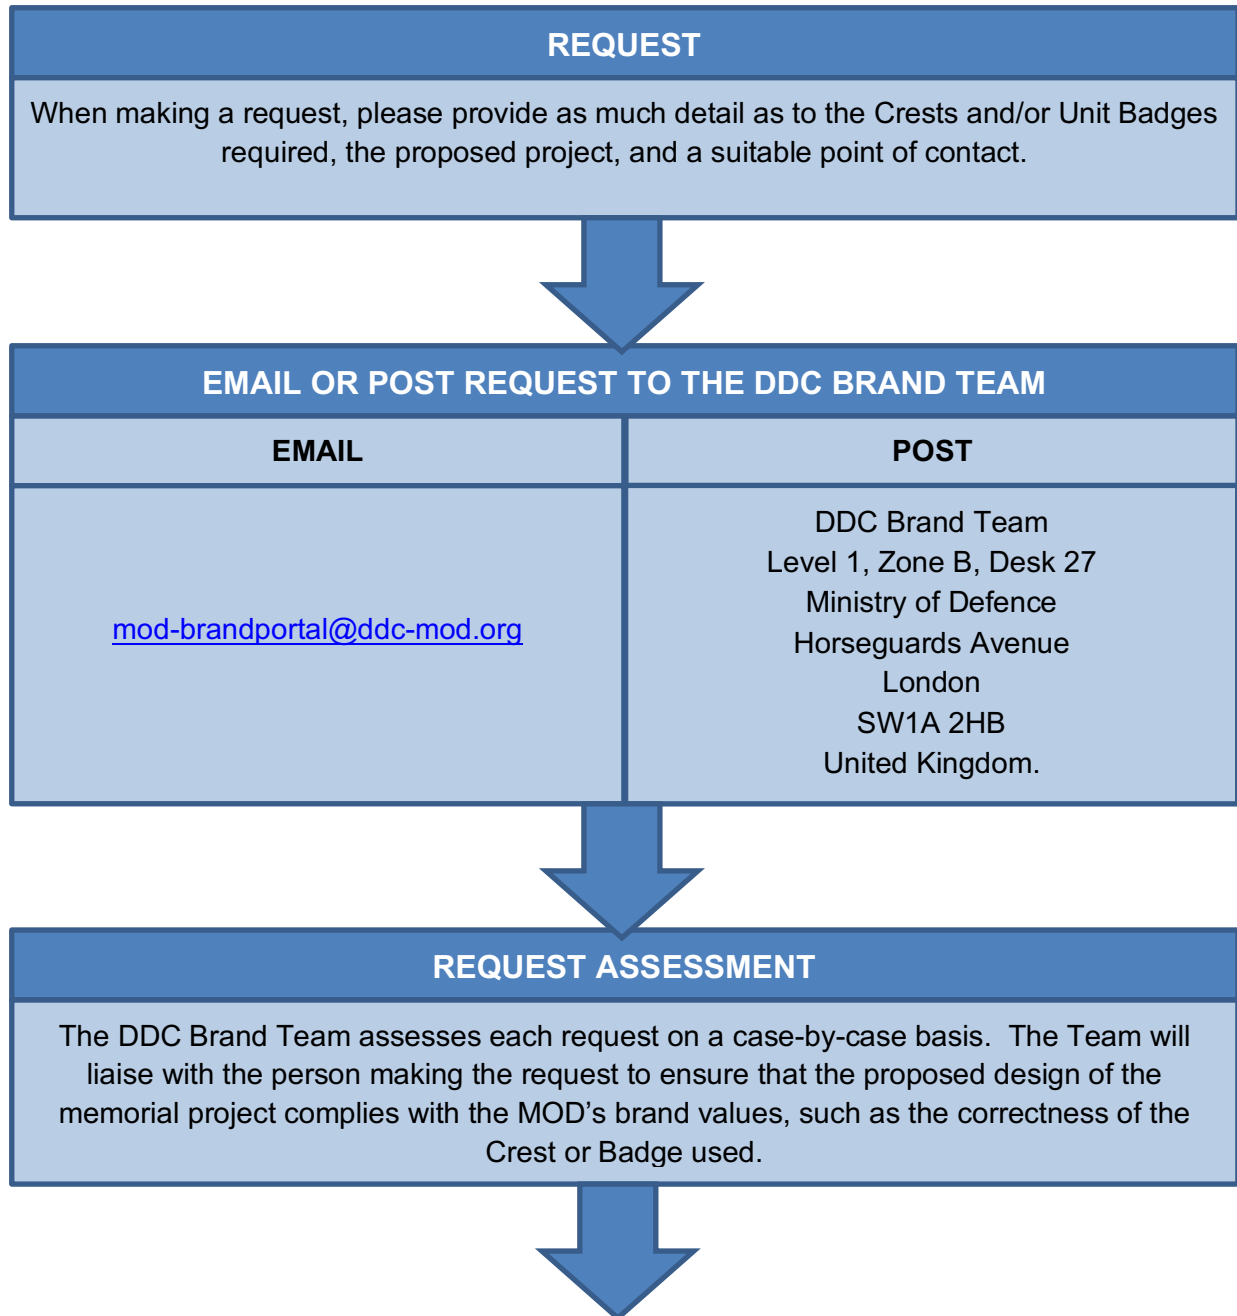 REQUEST
When making a request, please provide as much detail as to the Crests and/or Unit Badges
required, the proposed project, and a suitable point of contact.
EMAIL OR POST REQUEST TO THE DDC BRAND TEAM
EMAIL
POST
mod-brandportal@ddc-mod.org
DDC Brand Team
Level 1, Zone B, Desk 27
Ministry of Defence
Horseguards Avenue
London
SW1A 2HB
United Kingdom.
REQUEST ASSESSMENT
The DDC Brand Team assesses each request on a case-by-case basis.  The Team will
liaise with the person making the request to ensure that the proposed design of the
memorial project complies with the MOD’s brand values, such as the correctness of the
Crest or Badge used.